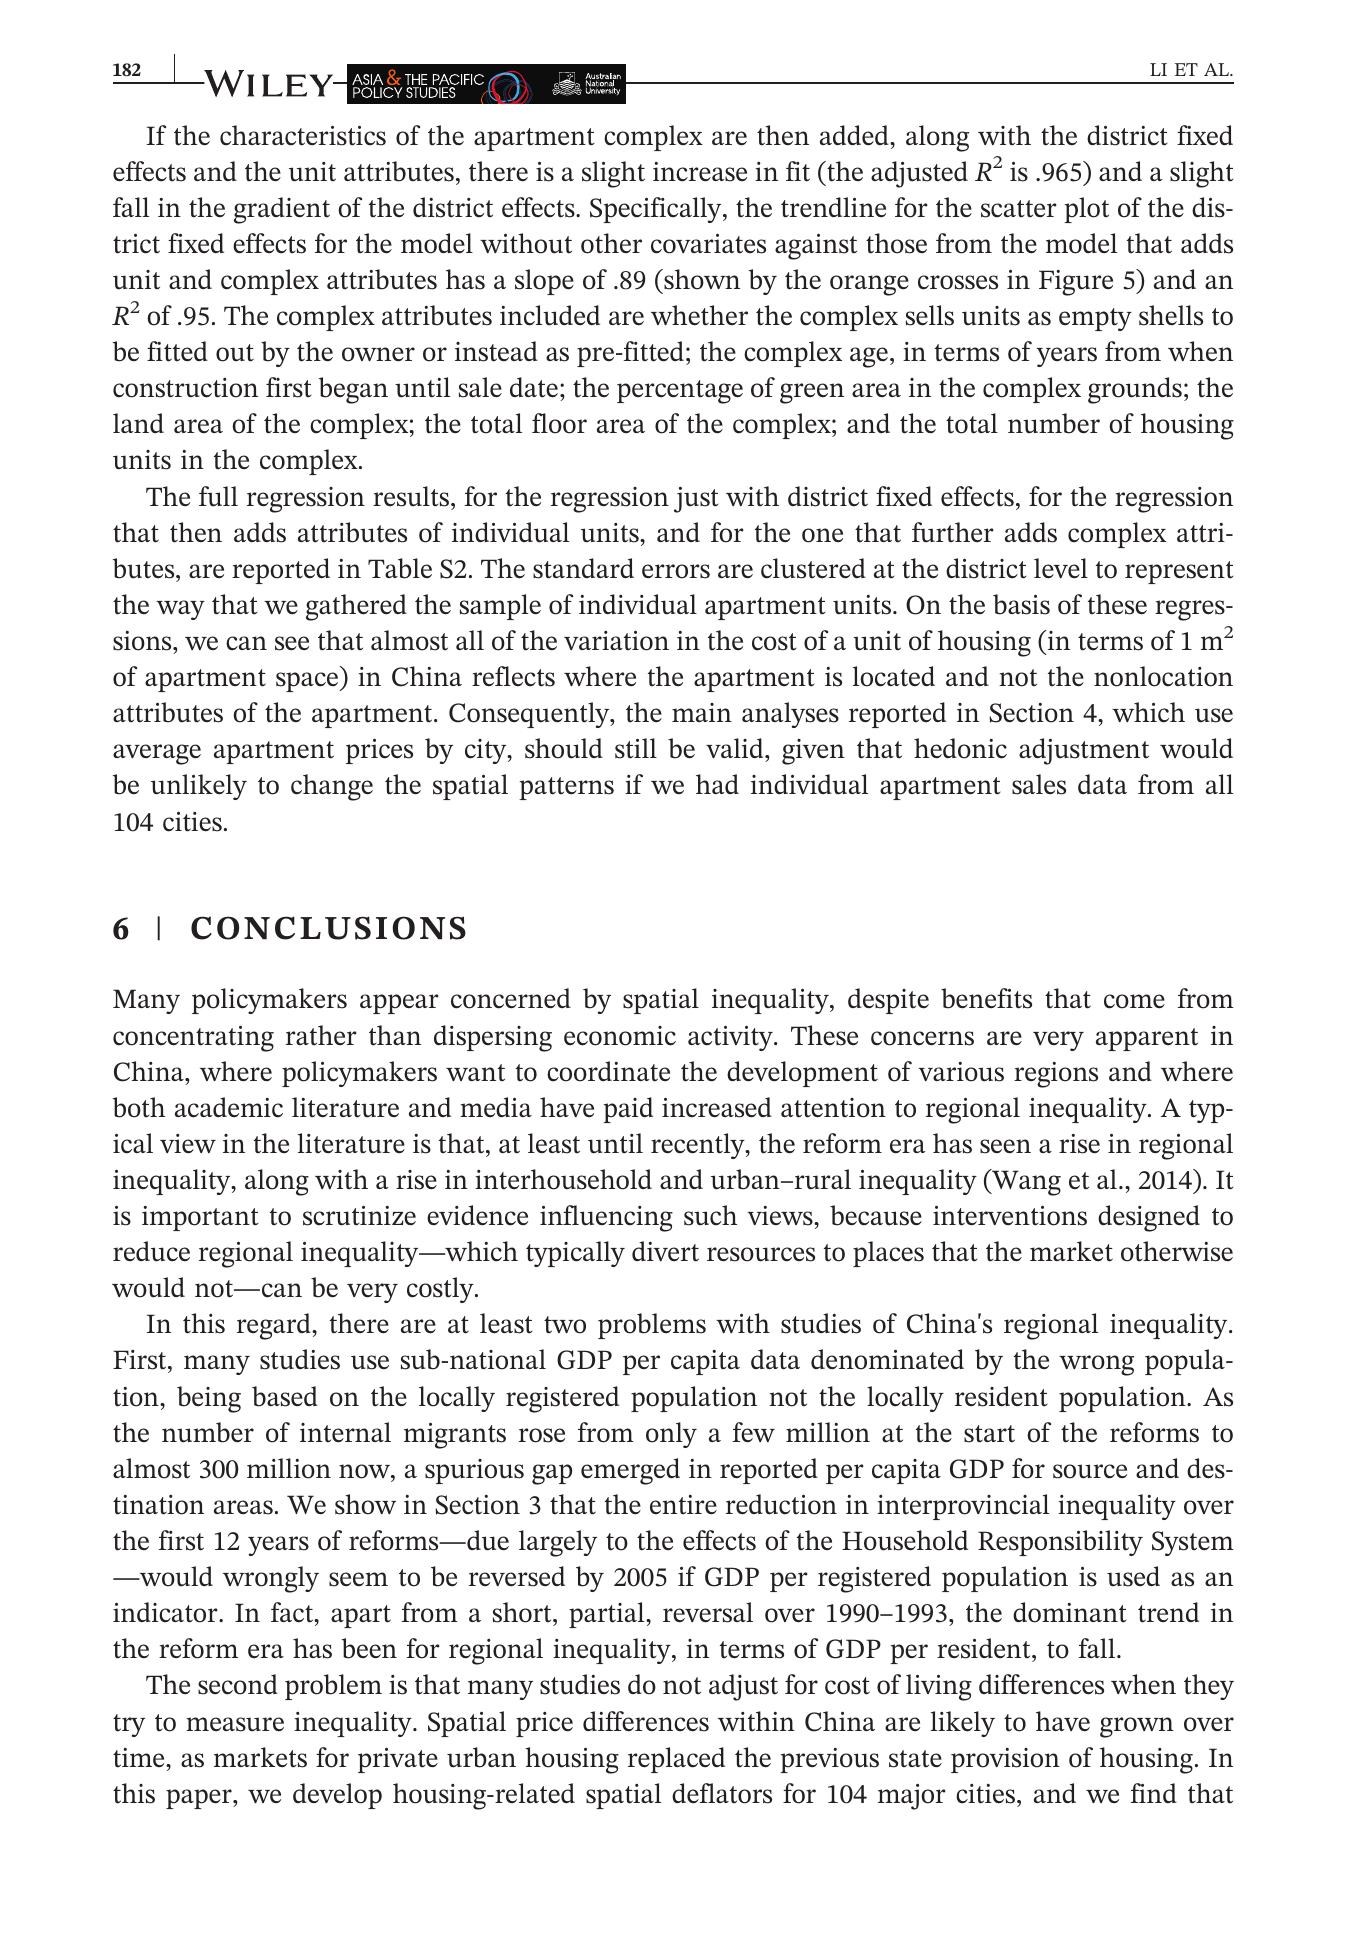 182
WILEY
ASIA & THE PACIFIC
POLICY STUDIES
Australian
National
University
LI ET AL.
If the characteristics of the apartment complex are then added, along with the district fixed
effects and the unit attributes, there is a slight increase in fit (the adjusted R² is .965) and a slight
fall in the gradient of the district effects. Specifically, the trendline for the scatter plot of the dis-
trict fixed effects for the model without other covariates against those from the model that adds
unit and complex attributes has a slope of .89 (shown by the orange crosses in Figure 5) and an
R² of .95. The complex attributes included are whether the complex sells units as empty shells to
be fitted out by the owner or instead as pre-fitted; the complex age, in terms of years from when
construction first began until sale date; the percentage of green area in the complex grounds; the
land area of the complex; the total floor area of the complex; and the total number of housing
units in the complex.
The full regression results, for the regression just with district fixed effects, for the regression
that then adds attributes of individual units, and for the one that further adds complex attri-
butes, are reported in Table S2. The standard errors are clustered at the district level to represent
the way that we gathered the sample of individual apartment units. On the basis of these regres-
sions, we can see that almost all of the variation in the cost of a unit of housing (in terms of 1 m²
of apartment space) in China reflects where the apartment is located and not the nonlocation
attributes of the apartment. Consequently, the main analyses reported in Section 4, which use
average apartment prices by city, should still be valid, given that hedonic adjustment would
be unlikely to change the spatial patterns if we had individual apartment sales data from all
104 cities.
6 | CONCLUSIONS
Many policymakers appear concerned by spatial inequality, despite benefits that come from
concentrating rather than dispersing economic activity. These concerns are very apparent in
China, where policymakers want to coordinate the development of various regions and where
both academic literature and media have paid increased attention to regional inequality. A typ-
ical view in the literature is that, at least until recently, the reform era has seen a rise in regional
inequality, along with a rise in interhousehold and urban–rural inequality (Wang et al., 2014). It
is important to scrutinize evidence influencing such views, because interventions designed to
reduce regional inequality—which typically divert resources to places that the market otherwise
would not—can be very costly.
In this regard, there are at least two problems with studies of China's regional inequality.
First, many studies use sub-national GDP per capita data denominated by the wrong popula-
tion, being based on the locally registered population not the locally resident population. As
the number of internal migrants rose from only a few million at the start of the reforms to
almost 300 million now, a spurious gap emerged in reported per capita GDP for source and des-
tination areas. We show in Section 3 that the entire reduction in interprovincial inequality over
the first 12 years of reforms—due largely to the effects of the Household Responsibility System
—would wrongly seem to be reversed by 2005 if GDP per registered population is used as an
indicator. In fact, apart from a short, partial, reversal over 1990–1993, the dominant trend in
the reform era has been for regional inequality, in terms of GDP per resident, to fall.
The second problem is that many studies do not adjust for cost of living differences when they
try to measure inequality. Spatial price differences within China are likely to have grown over
time, as markets for private urban housing replaced the previous state provision of housing. In
this paper, we develop housing-related spatial deflators for 104 major cities, and we find that